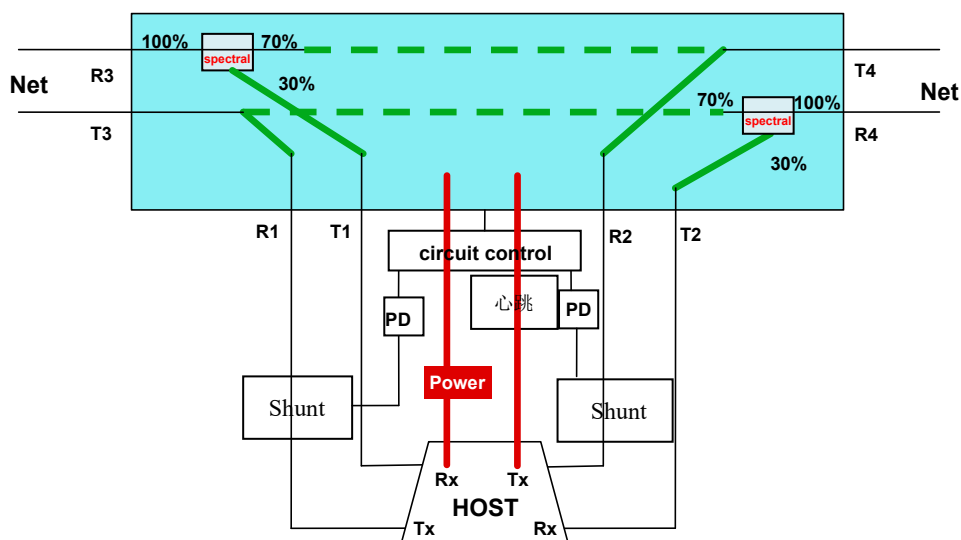 100%
70%
spectral
R3
T4
Net
30%
70%
100%
Net
spectral
T3
R4
30%
R1
T1
R2
T2
circuit control
心跳
PD
PD
Power
Shunt
Shunt
Rx
Tx
HOST
Tx
Rx